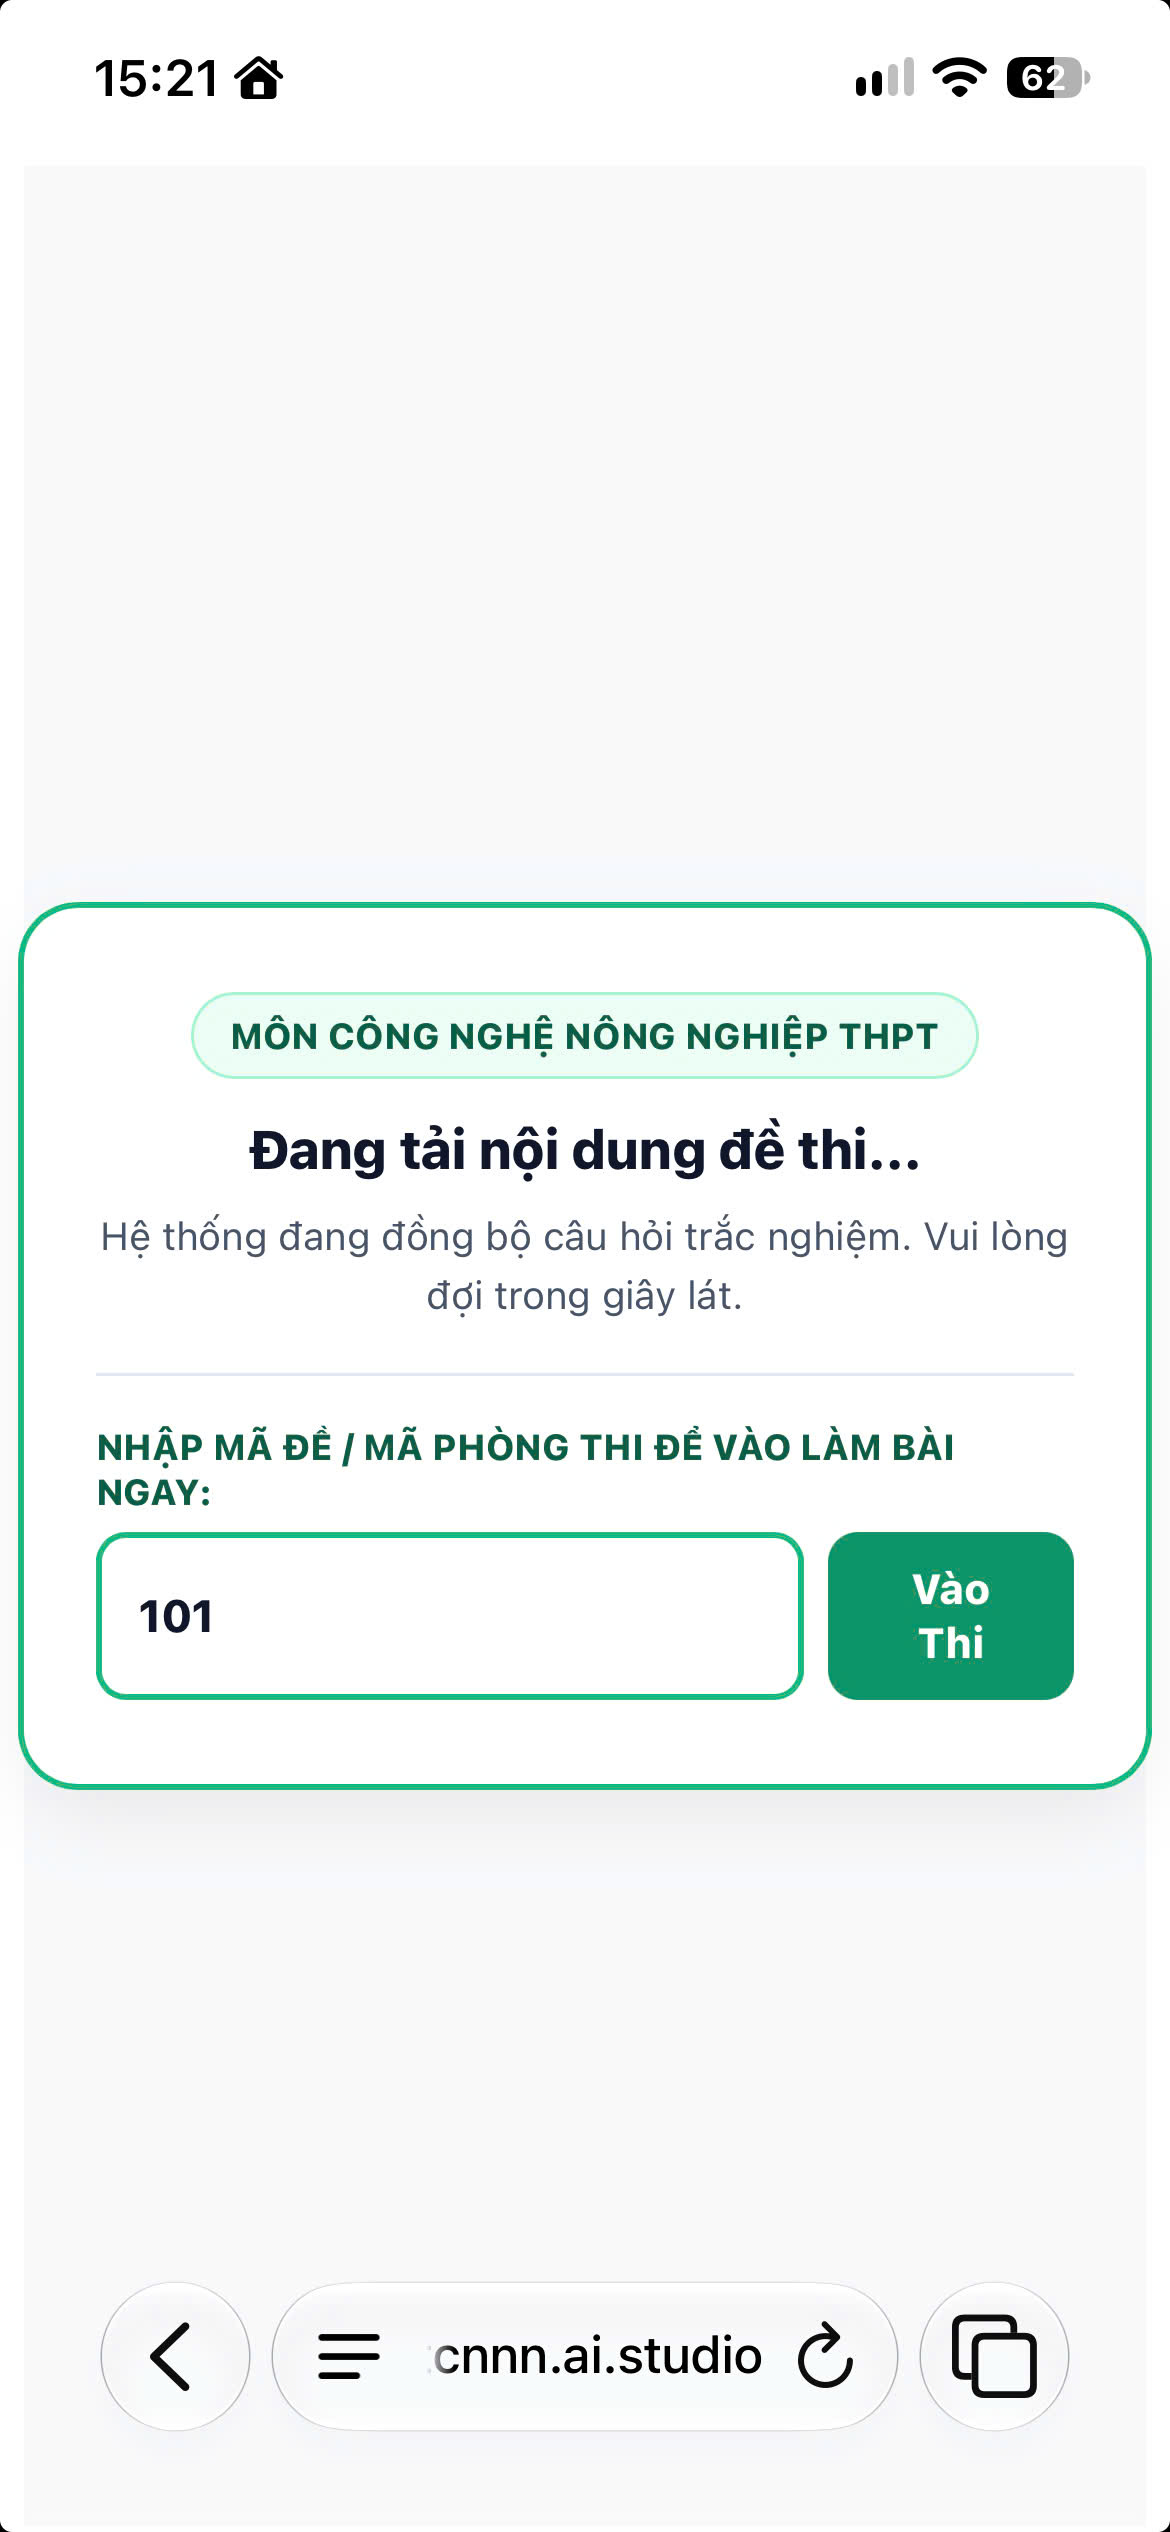 15:21
62
MÔN CÔNG NGHỆ NÔNG NGHIỆP THPT
Đang tải nội dung đề thi...
Hệ thống đang đồng bộ câu hỏi trắc nghiệm. Vui lòng
đợi trong giây lát.
NHẬP MÃ ĐỀ / MÃ PHÒNG THI ĐỂ VÀO LÀM BÀI
NGAY:
101
Vào
Thi
cnnn.ai.studio